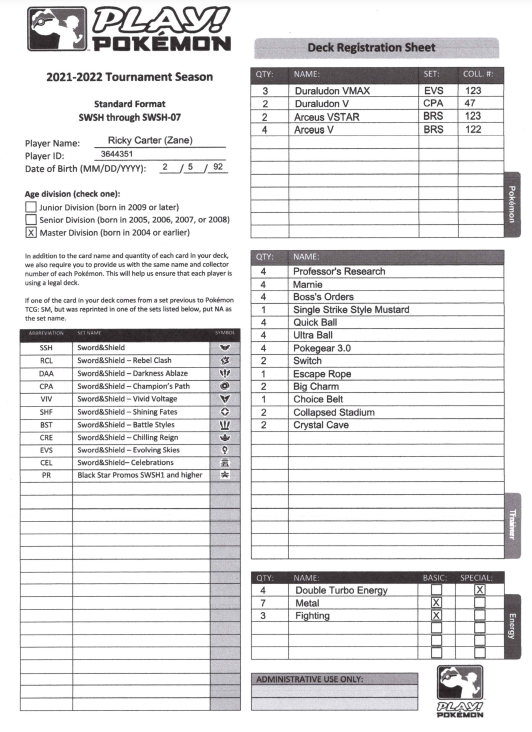 PLAY!
POKÉMON
2021-2022 Tournament Season
Standard Format
SWSH through SWSH-07
Player Name: Ricky Carter (Zane)
Player ID: 3644351
Date of Birth (MM/DD/YYYY): 2 / 5 / 92
Age division (check one):
Junior Division (born in 2009 or later)
Senior Division (born in 2005, 2006, 2007, or 2008)
X Master Division (born in 2004 or earlier)
In addition to the card name and quantity of each card in your deck,
we also require you to provide us with the same name and collector
number of each Pokémon. This will help us ensure that each player is
using a legal deck.
If one of the card in your deck comes from a set previous to Pokémon
TCG: SM, but was reprinted in one of the sets listed below, put NA as
the set name.
ABBREVIATION SET NAME SYMBOL
SSH Sword&Shield
RCL Sword&Shield – Rebel Clash
DAA Sword&Shield – Darkness Ablaze
CPA Sword&Shield – Champion's Path
VIV Sword&Shield – Vivid Voltage
SHF Sword&Shield – Shining Fates
BST Sword&Shield – Battle Styles
CRE Sword&Shield – Chilling Reign
EVS Sword&Shield – Evolving Skies
CEL Sword&Shield– Celebrations
PR Black Star Promos SWSH1 and higher
Deck Registration Sheet
QTY: NAME: SET: COLL #:
3 Duraludon VMAX EVS 123
2 Duraludon V CPA 47
2 Arceus VSTAR BRS 123
4 Arceus V BRS 122
Pokémon
QTY: NAME:
4 Professor's Research
4 Marnie
4 Boss's Orders
1 Single Strike Style Mustard
4 Quick Ball
4 Ultra Ball
4 Pokegear 3.0
2 Switch
1 Escape Rope
2 Big Charm
1 Choice Belt
2 Collapsed Stadium
2 Crystal Cave
Trainer
QTY: NAME: BASIC: SPECIAL:
4 Double Turbo Energy X
7 Metal X
3 Fighting X
Energy
ADMINISTRATIVE USE ONLY:
PLAY!
POKÉMON